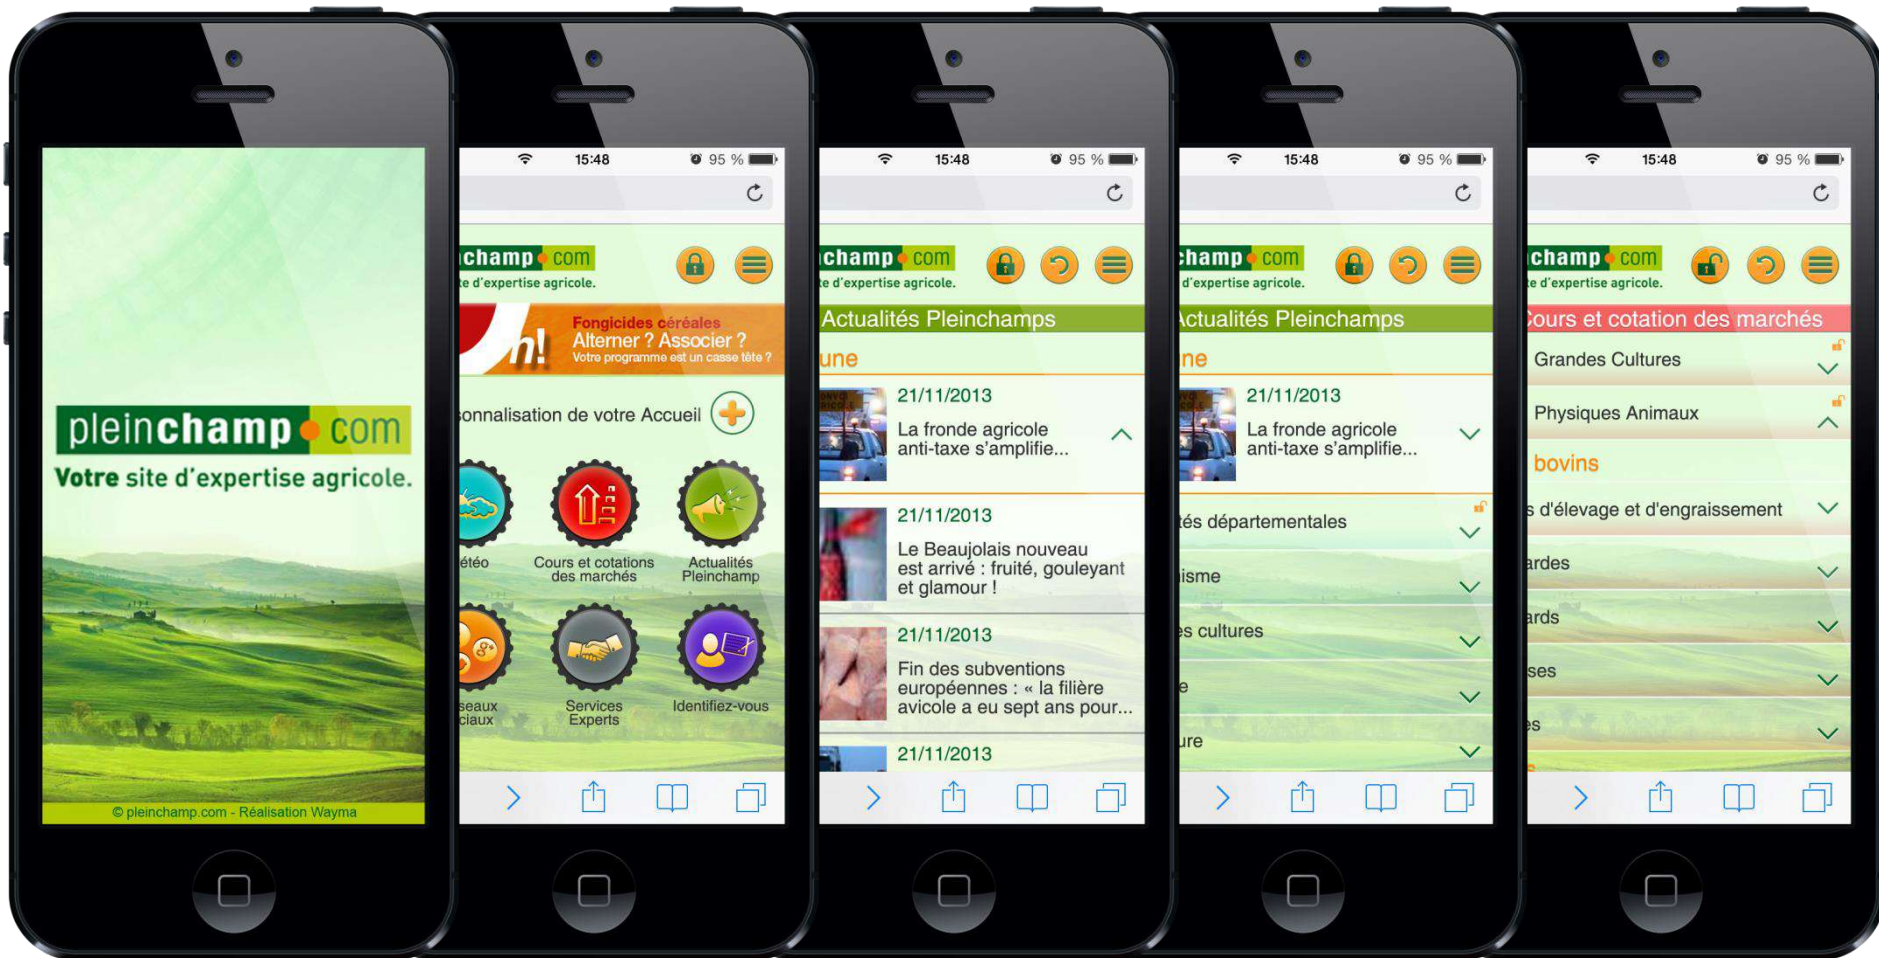 pleinchamp.com
Votre site d'expertise agricole.
© pleinchamp.com - Réalisation Wayma
15:48
95 %
champ.com
d'expertise agricole.
h!
Fongicides céréales
Alterner ? Associer ?
Votre programme est un casse tête ?
sonnalisation de votre Accueil
étéo
Cours et cotations
des marchés
Actualités
Pleinchamp
seaux
ciaux
Services
Experts
Identifiez-vous
15:48
95 %
champ.com
te d'expertise agricole.
Actualités Pleinchamps
une
21/11/2013
La fronde agricole
anti-taxe s'amplifie...
21/11/2013
Le Beaujolais nouveau
est arrivé : fruité, gouleyant
et glamour !
21/11/2013
Fin des subventions
européennes : « la filière
avicole a eu sept ans pour...
21/11/2013
15:48
95 %
champ.com
d'expertise agricole.
Actualités Pleinchamps
ne
21/11/2013
La fronde agricole
anti-taxe s'amplifie...
tés départementales
isme
s cultures
e
ure
15:48
95 %
champ.com
te d'expertise agricole.
Cours et cotation des marchés
Grandes Cultures
Physiques Animaux
bovins
s d'élevage et d'engraissement
ardes
ards
ses
es